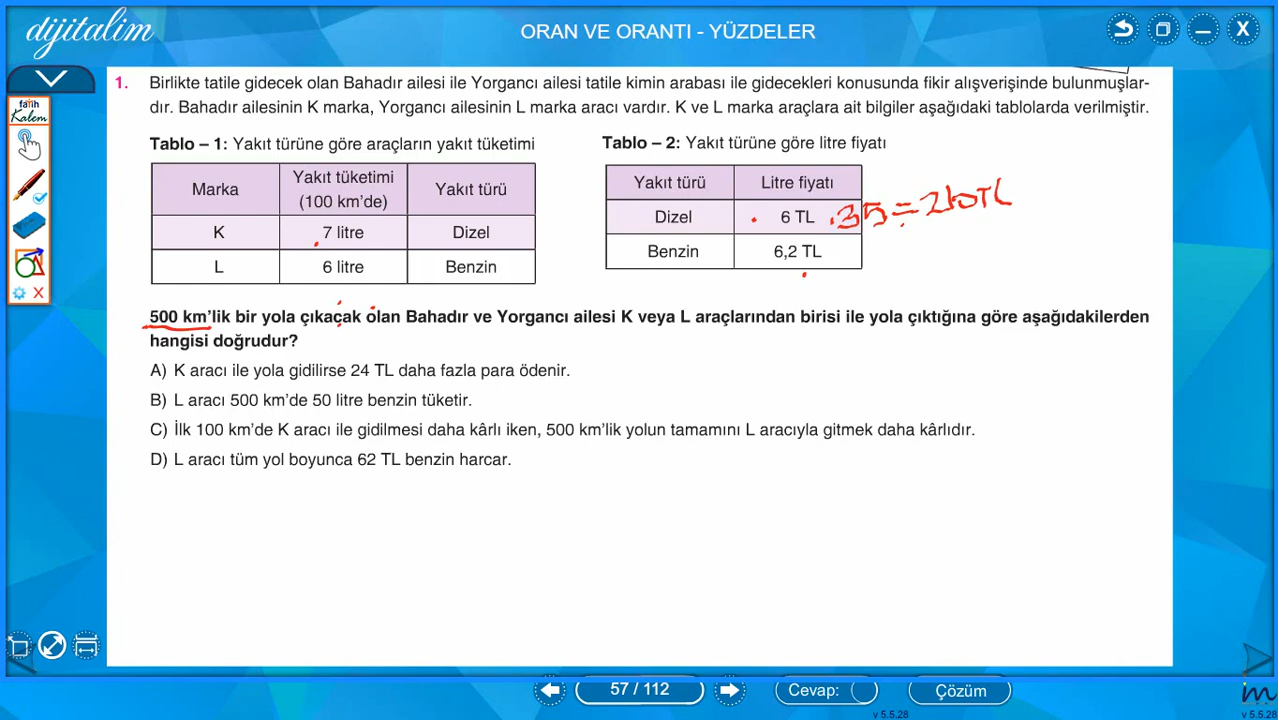 dijitalim
ORAN VE ORANTI - YÜZDELER
fatih
Kalem
1. Birlikte tatile gidecek olan Bahadır ailesi ile Yorgancı ailesi tatile kimin arabası ile gidecekleri konusunda fikir alışverişinde bulunmuşlar-
dır. Bahadır ailesinin K marka, Yorgancı ailesinin L marka aracı vardır. K ve L marka araçlara ait bilgiler aşağıdaki tablolarda verilmiştir.
Tablo – 1: Yakıt türüne göre araçların yakıt tüketimi
Marka Yakıt tüketimi (100 km'de) Yakıt türü
K 7 litre Dizel
L 6 litre Benzin
Tablo – 2: Yakıt türüne göre litre fiyatı
Yakıt türü Litre fiyatı
Dizel 6 TL .35 = 210TL
Benzin 6,2 TL
500 km'lik bir yola çıkacak olan Bahadır ve Yorgancı ailesi K veya L araçlarından birisi ile yola çıktığına göre aşağıdakilerden
hangisi doğrudur?
A) K aracı ile yola gidilirse 24 TL daha fazla para ödenir.
B) L aracı 500 km'de 50 litre benzin tüketir.
C) İlk 100 km'de K aracı ile gidilmesi daha kârlı iken, 500 km'lik yolun tamamını L aracıyla gitmek daha kârlıdır.
D) L aracı tüm yol boyunca 62 TL benzin harcar.
57 / 112
Cevap:
Çözüm
im
v 5.5.28
v 5.5.28